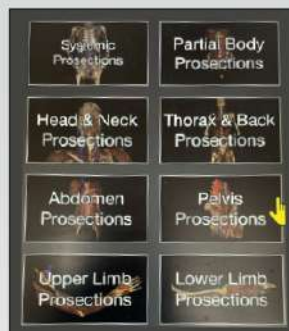 Systemic
Prosections
Partial Body
Prosections
Head & Neck
Prosections
Thorax & Back
Prosections
Abdomen
Prosections
Pelvis
Prosections
Upper Limb
Prosections
Lower Limb
Prosections